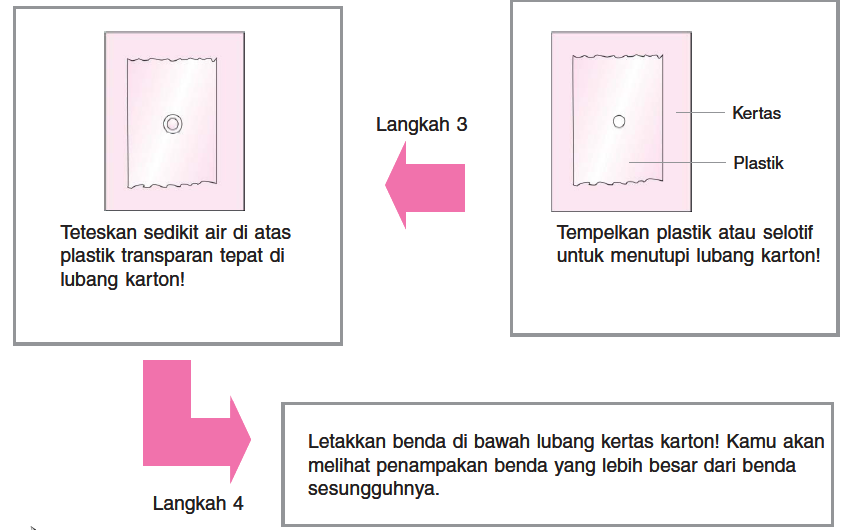 Kertas
Plastik
Tempelkan plastik atau selotif
untuk menutupi lubang karton!
Langkah 3
Teteskan sedikit air di atas
plastik transparan tepat di
lubang karton!
Langkah 4
Letakkan benda di bawah lubang kertas karton! Kamu akan
melihat penampakan benda yang lebih besar dari benda
sesungguhnya.